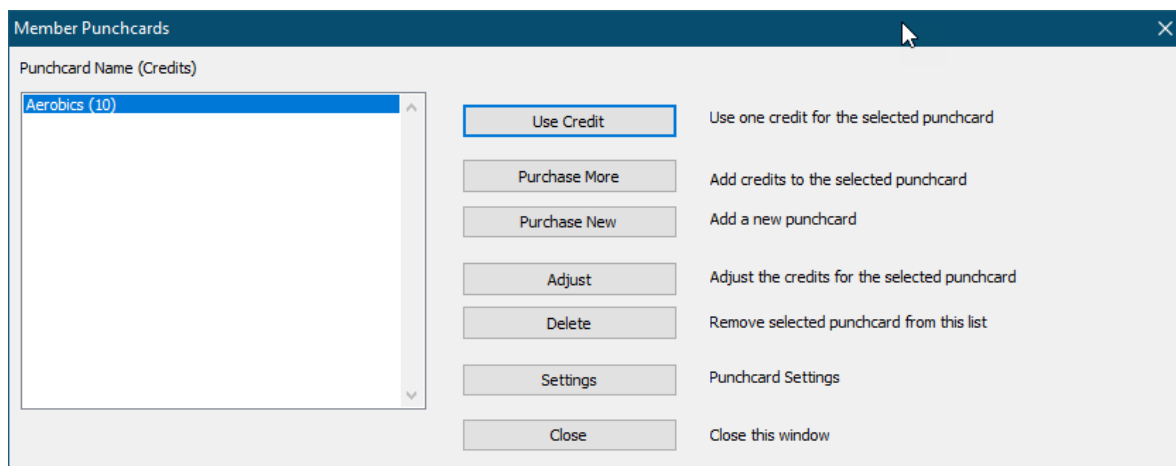 Member Punchcards
Punchcard Name (Credits)
Aerobics (10)
Use Credit
Use one credit for the selected punchcard
Purchase More
Add credits to the selected punchcard
Purchase New
Add a new punchcard
Adjust
Adjust the credits for the selected punchcard
Delete
Remove selected punchcard from this list
Settings
Punchcard Settings
Close
Close this window